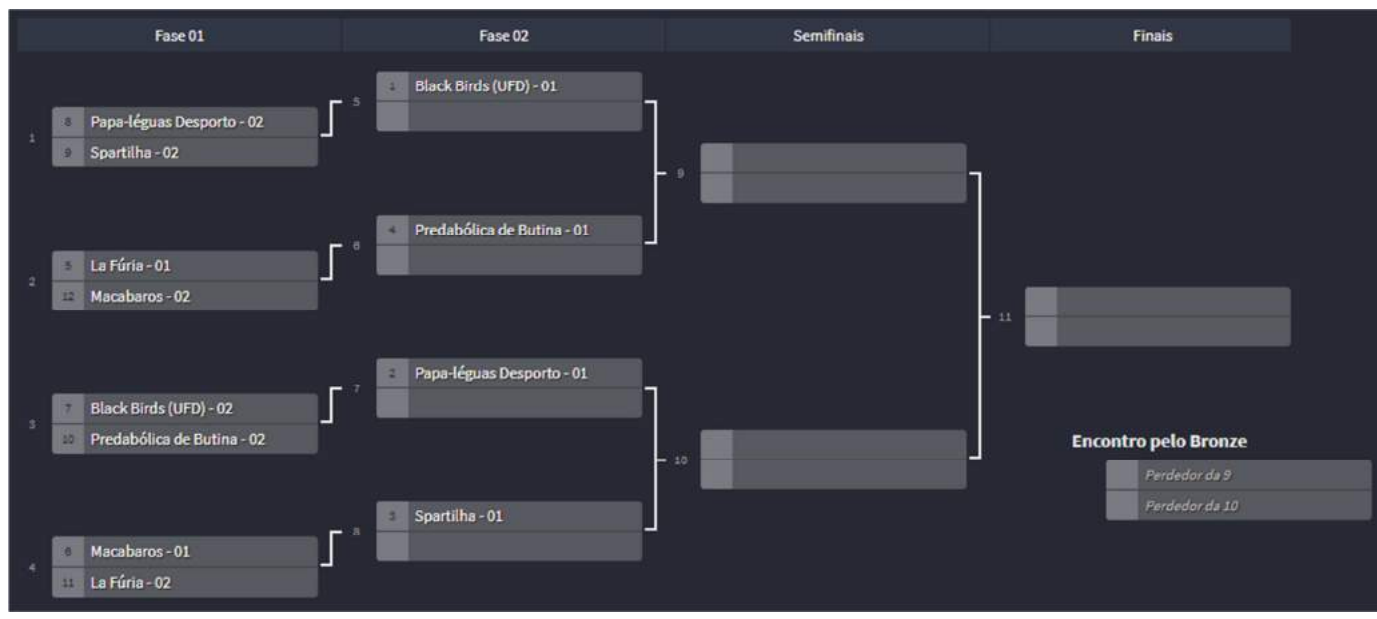 Fase 01
Fase 02
Semifinais
Finais
1
8 Papa-léguas Desporto - 02
9 Spartilha - 02
2
5 La Fúria - 01
12 Macabaros - 02
3
7 Black Birds (UFD) - 02
10 Predabólica de Butina - 02
4
6 Macabaros - 01
11 La Fúria - 02
5
1 Black Birds (UFD) - 01
6
4 Predabólica de Butina - 01
7
2 Papa-léguas Desporto - 01
8
3 Spartilha - 01
9
10
11
Encontro pelo Bronze
Perdedor da 9
Perdedor da 10